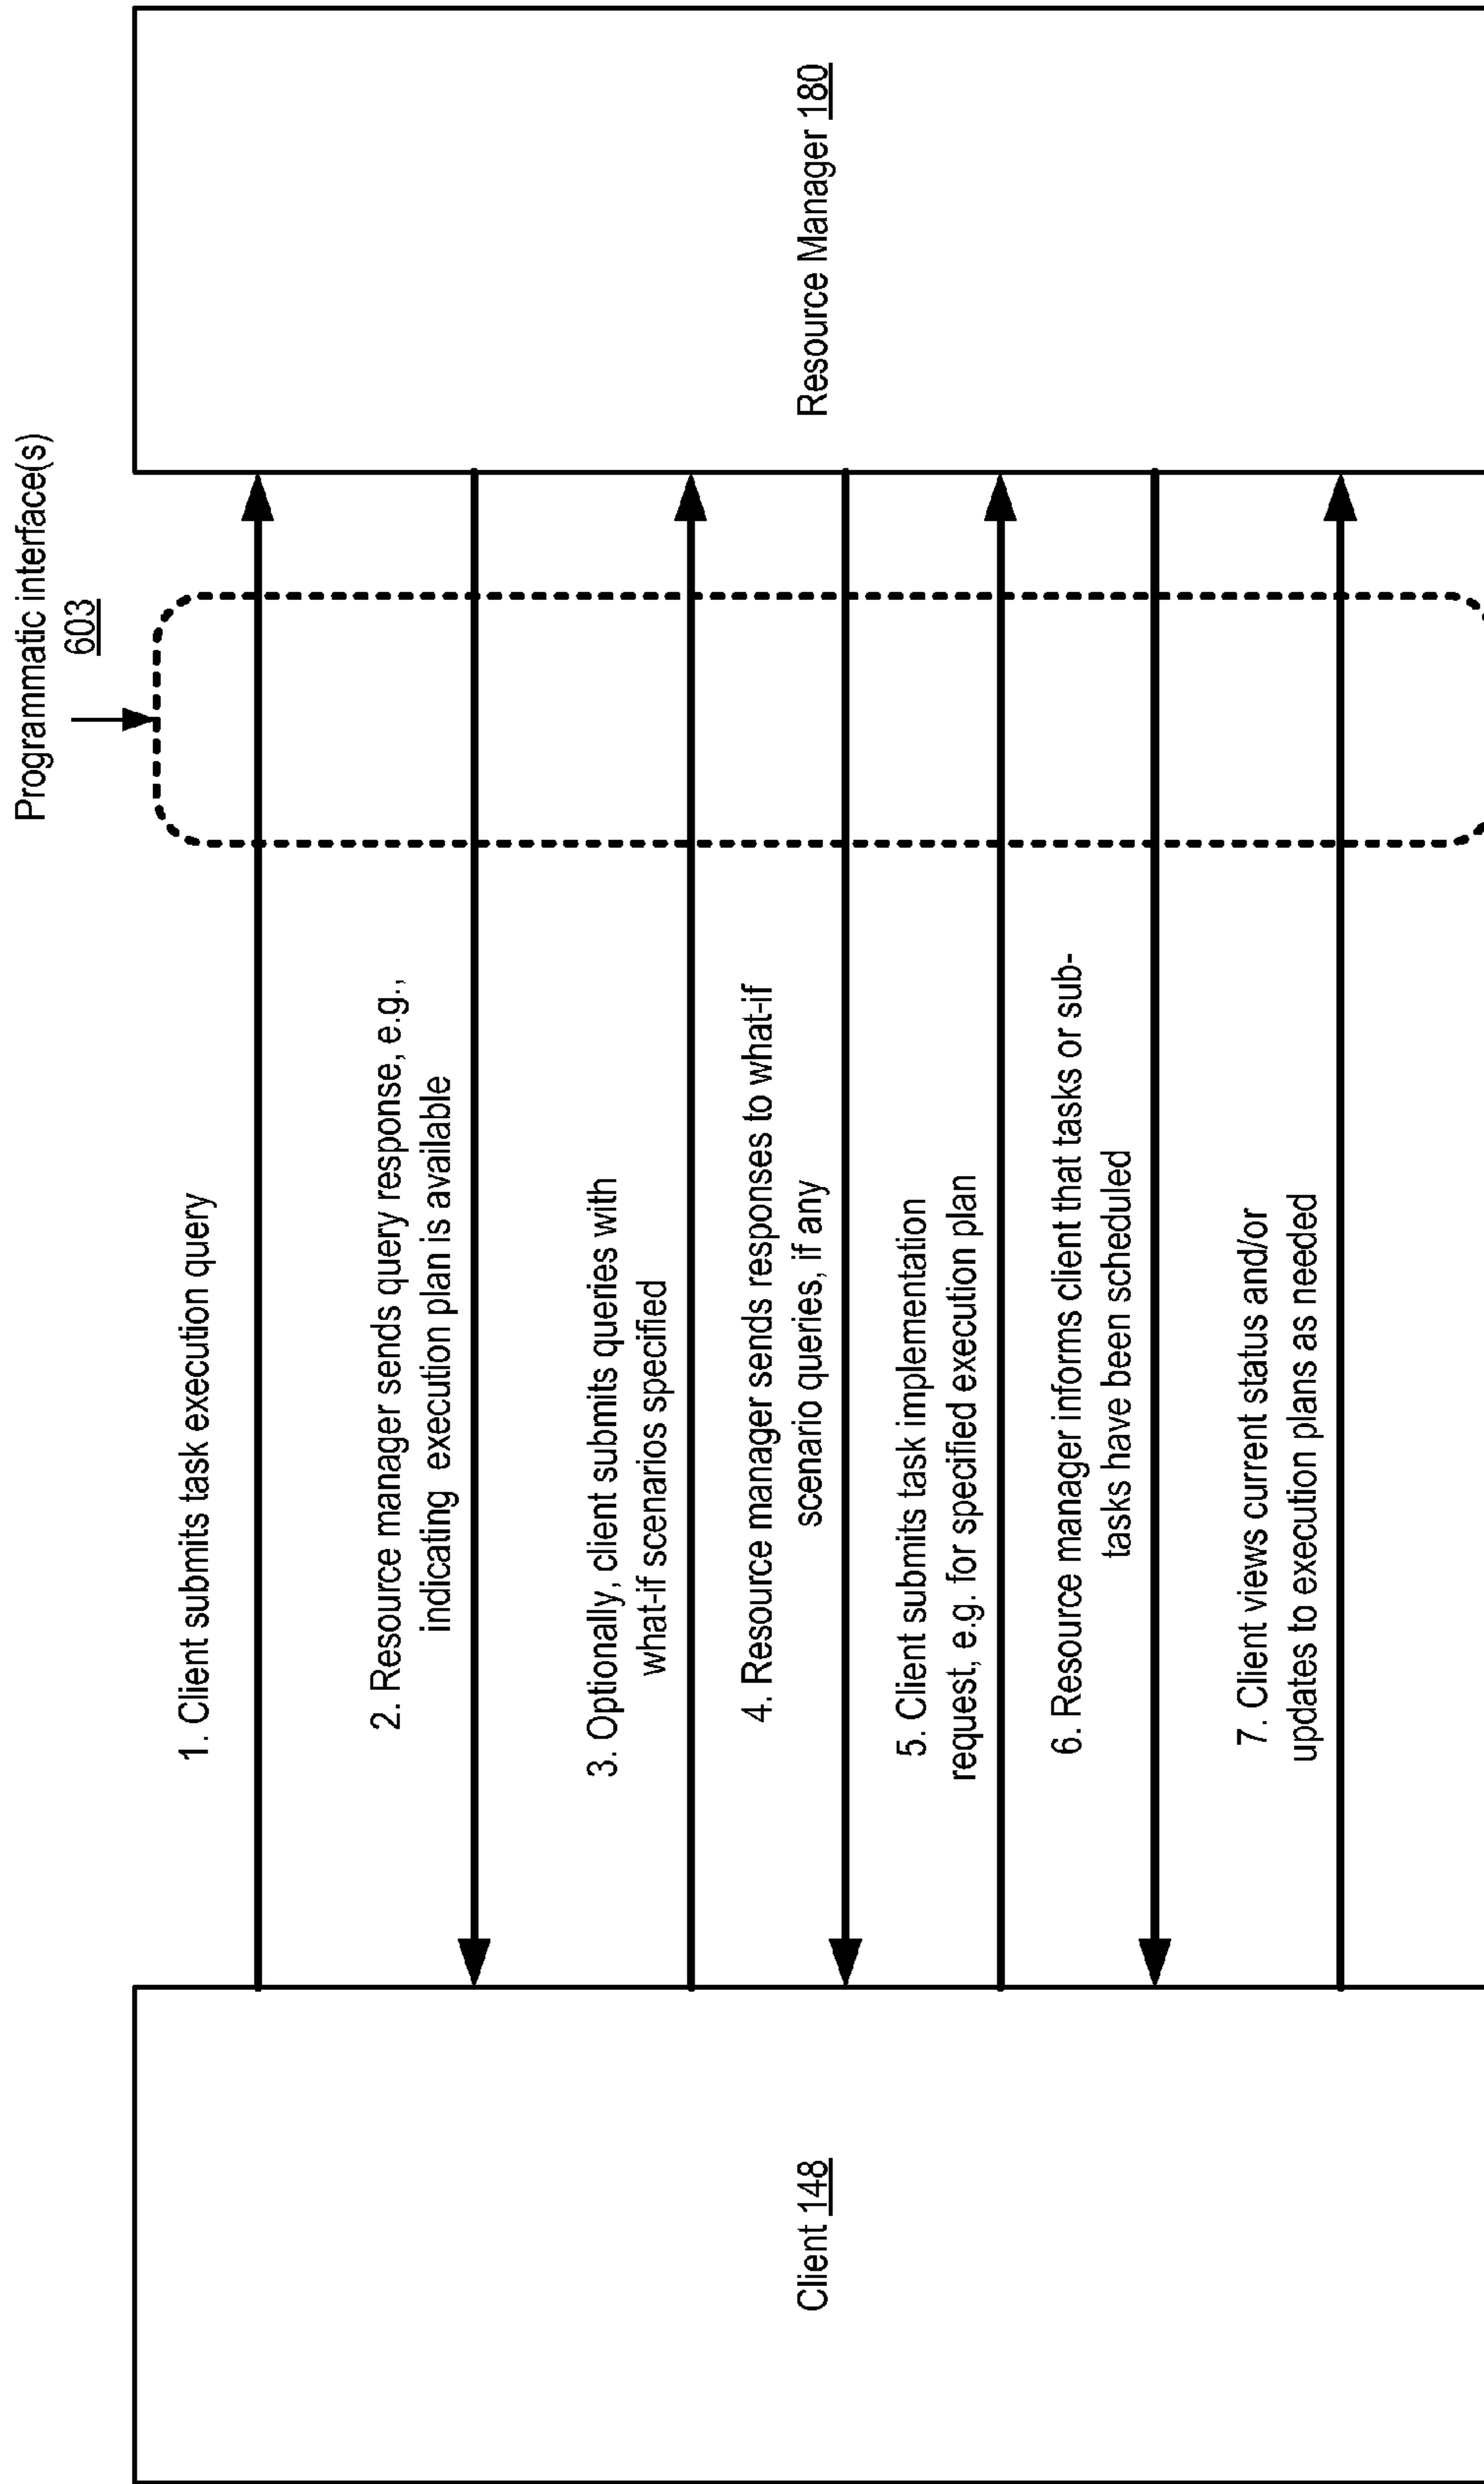 Programmatic interface(s)
603
1. Client submits task execution query
2. Resource manager sends query response, e.g.,
indicating execution plan is available
3. Optionally, client submits queries with
what-if scenarios specified
4. Resource manager sends responses to what-if
scenario queries, if any
5. Client submits task implementation
request, e.g. for specified execution plan
6. Resource manager informs client that tasks or sub-
tasks have been scheduled
7. Client views current status and/or
updates to execution plans as needed
Client 148
Resource Manager 180